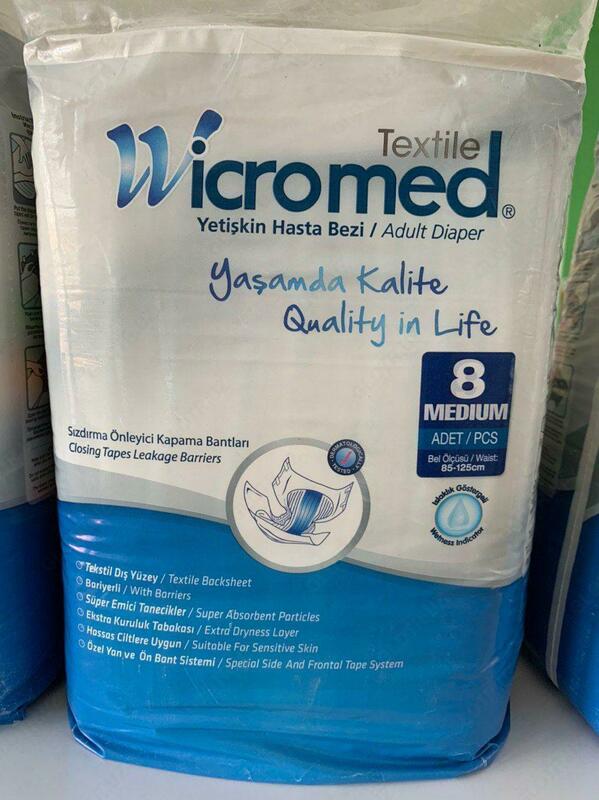 Textile
Wicromed®
Yetişkin Hasta Bezi / Adult Diaper
Yaşamda Kalite
Quality in Life
8
MEDIUM
ADET / PCS
Bel Ölçüsü / Waist:
85-125cm
Sızdırma Önleyici Kapama Bantları
Closing Tapes Leakage Barriers
DERMATOLOGICALLY
Islaklık Göstergeli
Wetness Indicator
Tekstil Dış Yüzey / Textile Backsheet
Bariyerli / With Barriers
Süper Emici Tanecikler / Super Absorbent Particles
Ekstra Kuruluk Tabakası / Extra Dryness Layer
Hassas Ciltlere Uygun / Suitable For Sensitive Skin
Özel Yan ve Ön Bant Sistemi / Special Side And Frontal Tape System